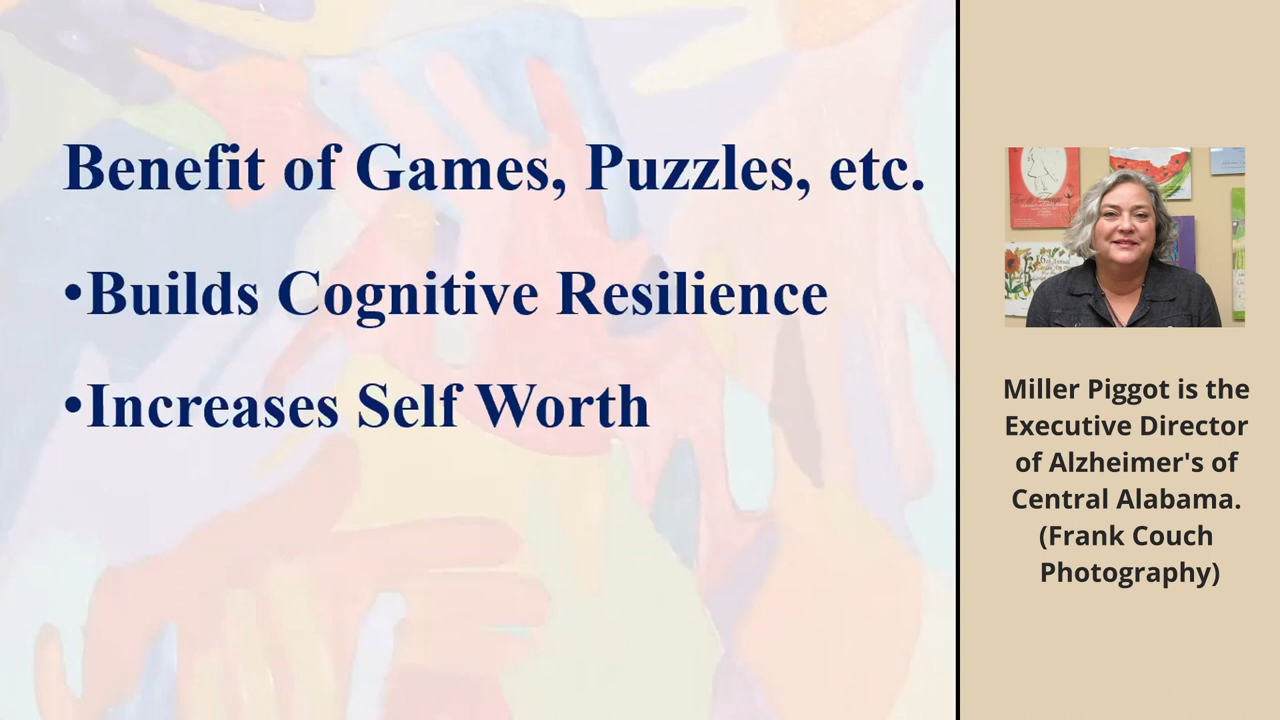 Benefit of Games, Puzzles, etc.
•Builds Cognitive Resilience
•Increases Self Worth
Miller Piggot is the
Executive Director
of Alzheimer's of
Central Alabama.
(Frank Couch
Photography)